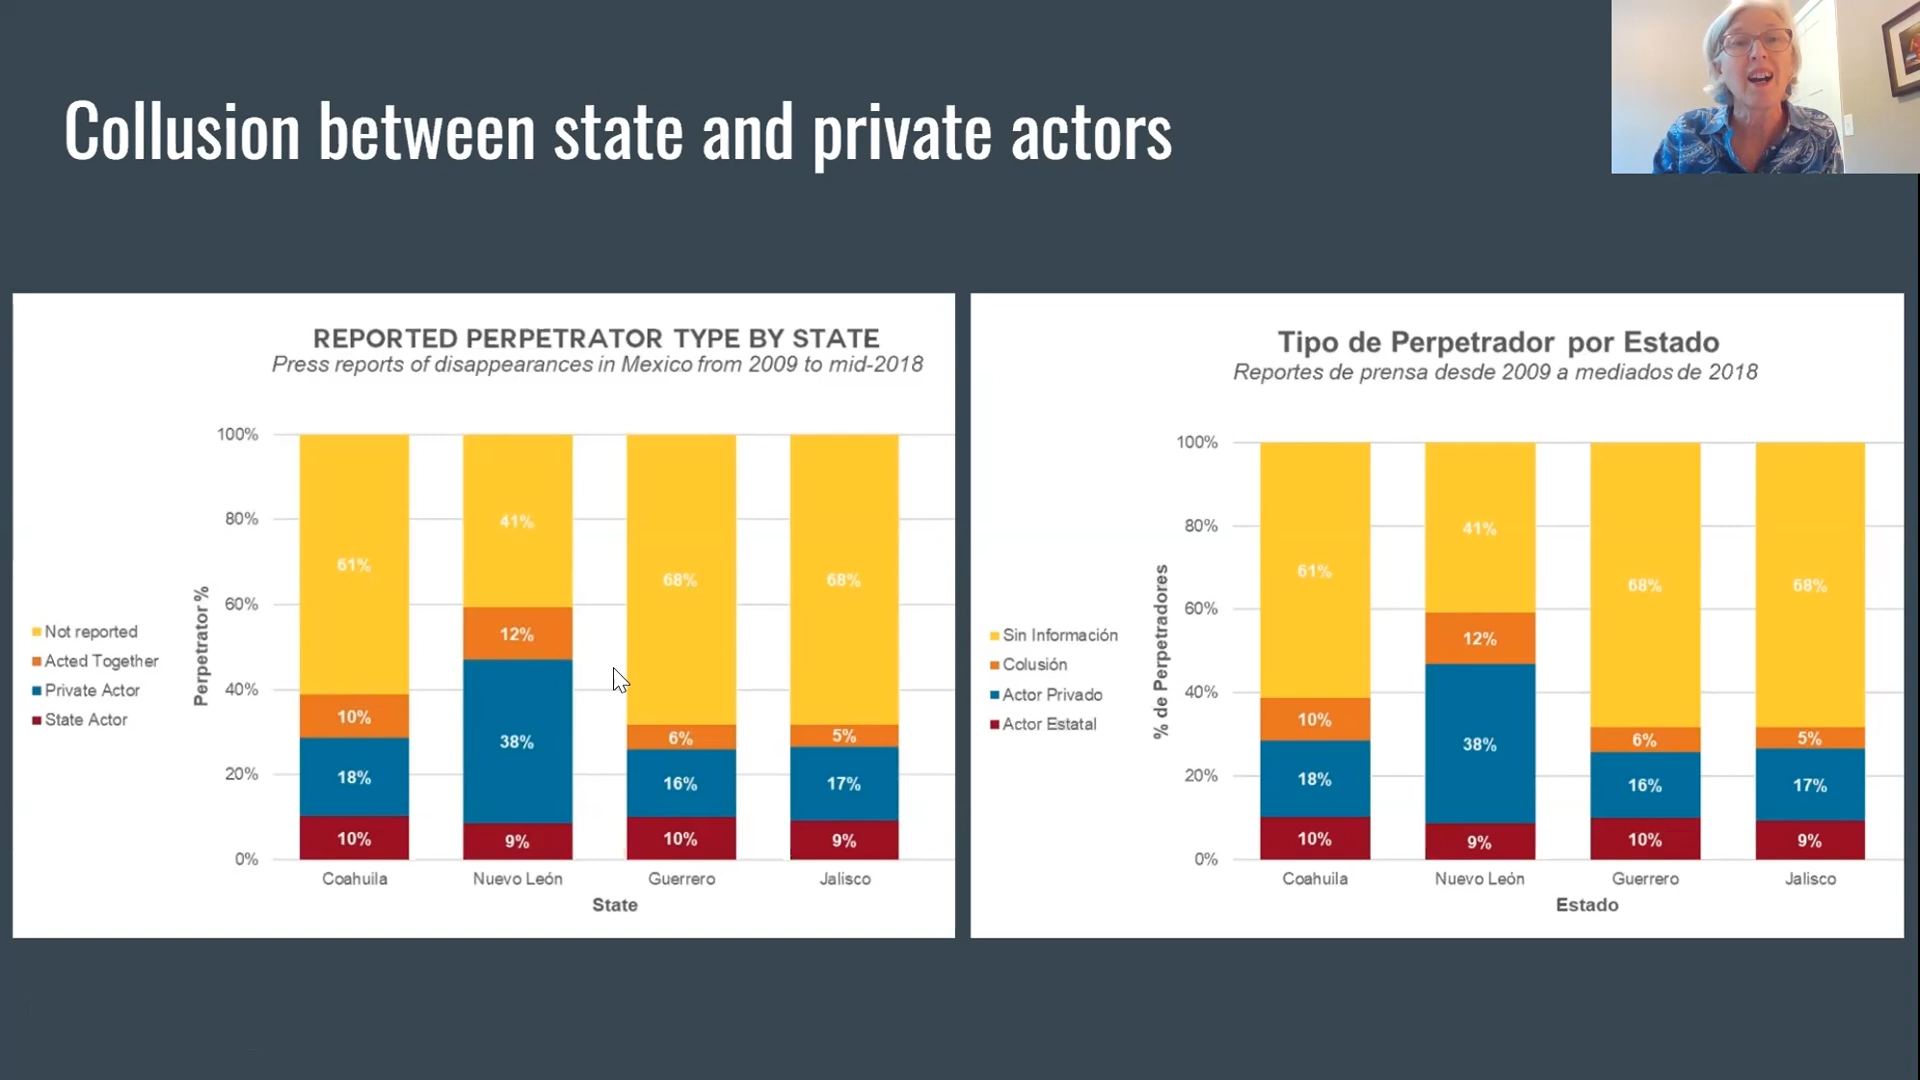 Collusion between state and private actors
REPORTED PERPETRATOR TYPE BY STATE
Press reports of disappearances in Mexico from 2009 to mid-2018
Perpetrator %
100%
80%
60%
40%
20%
0%
Not reported
Acted Together
Private Actor
State Actor
61%
10%
18%
10%
41%
12%
38%
9%
68%
6%
16%
10%
68%
5%
17%
9%
Coahuila
Nuevo León
Guerrero
Jalisco
State
Tipo de Perpetrador por Estado
Reportes de prensa desde 2009 a mediados de 2018
% de Perpetradores
100%
80%
60%
40%
20%
0%
Sin Información
Colusión
Actor Privado
Actor Estatal
61%
10%
18%
10%
41%
12%
38%
9%
68%
6%
16%
10%
68%
5%
17%
9%
Coahuila
Nuevo León
Guerrero
Jalisco
Estado